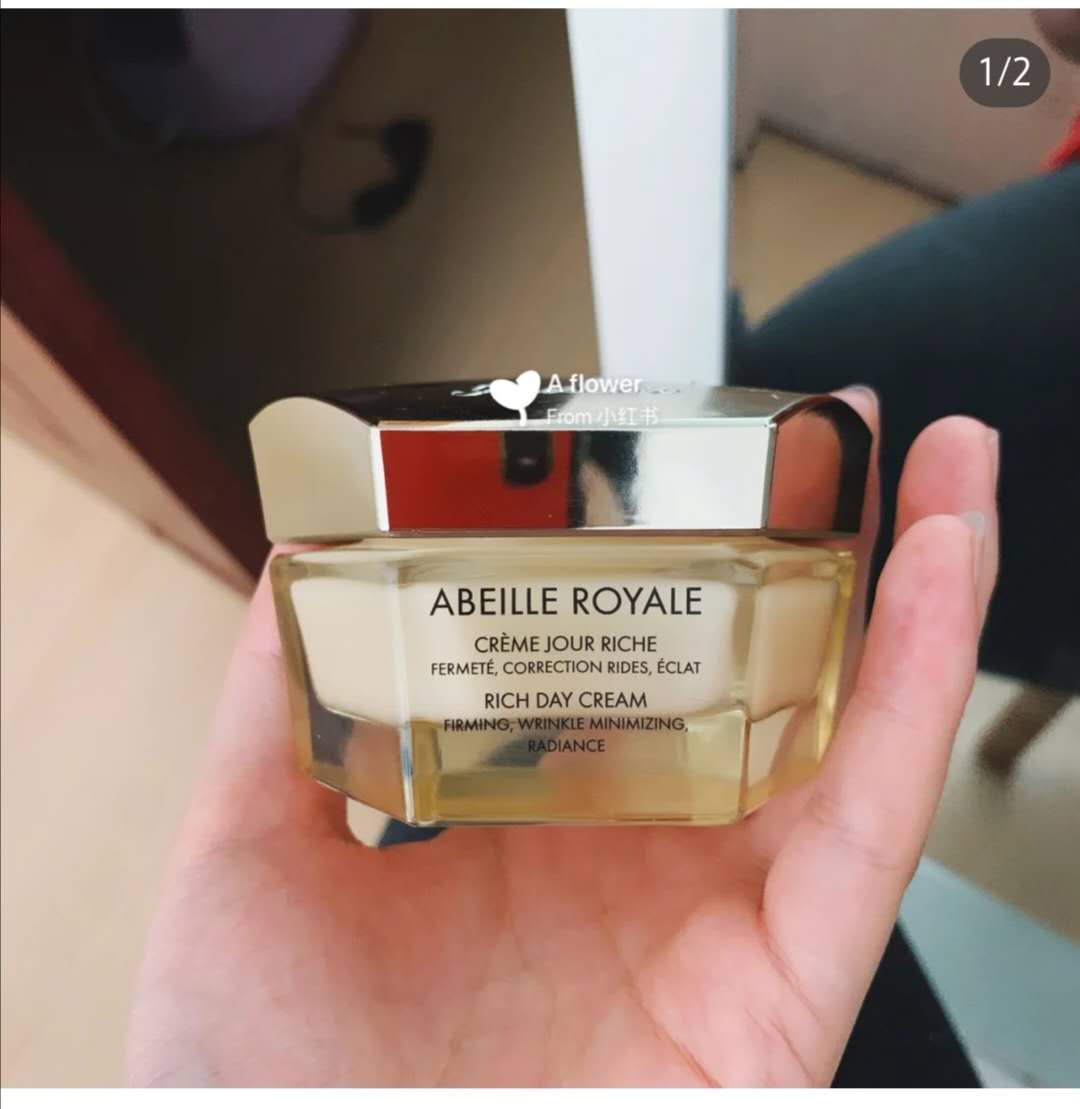 1/2
A flower
From 小红书
ABEILLE ROYALE
CRÈME JOUR RICHE
FERMETÉ, CORRECTION RIDES, ÉCLAT
RICH DAY CREAM
FIRMING, WRINKLE MINIMIZING,
RADIANCE